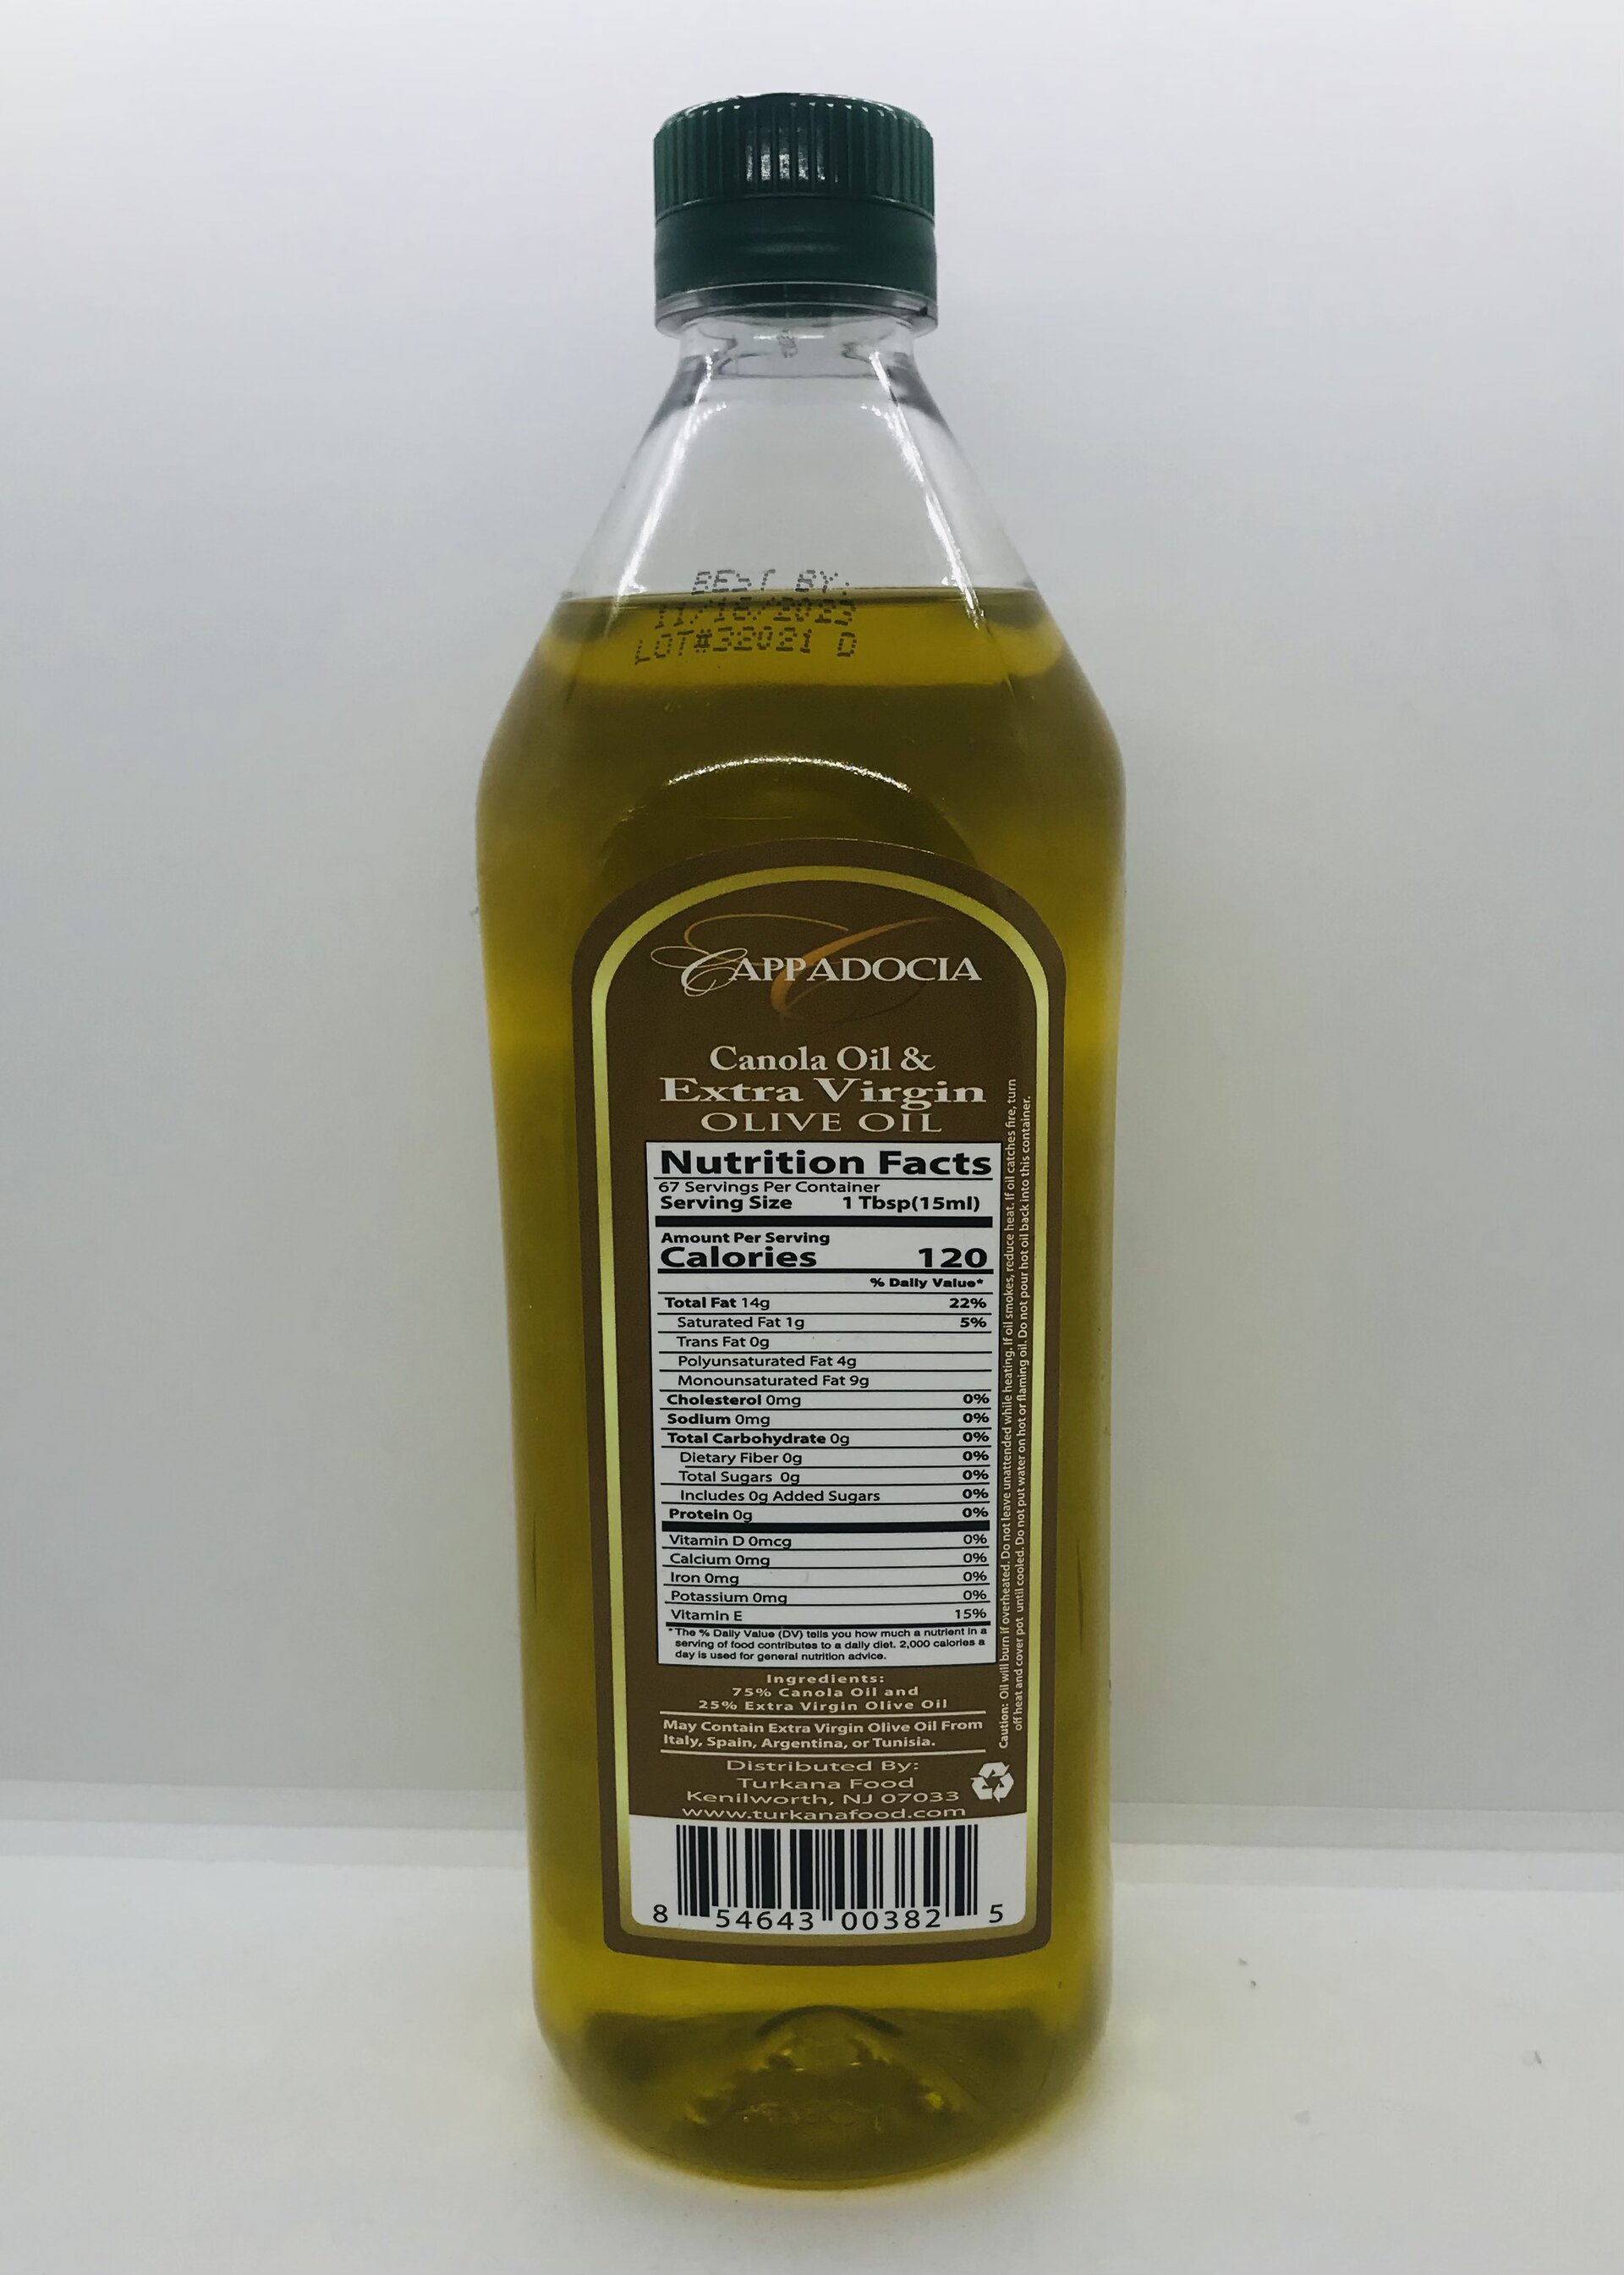 BEST BY:
11/16/2023
LOT#32021 D
CAPPADOCIA
Canola Oil &
Extra Virgin
OLIVE OIL
Nutrition Facts
67 Servings Per Container
Serving Size 1 Tbsp(15ml)
Amount Per Serving
Calories 120
% Daily Value*
Total Fat 14g 22%
Saturated Fat 1g 5%
Trans Fat 0g
Polyunsaturated Fat 4g
Monounsaturated Fat 9g
Cholesterol 0mg 0%
Sodium 0mg 0%
Total Carbohydrate 0g 0%
Dietary Fiber 0g 0%
Total Sugars 0g 0%
Includes 0g Added Sugars 0%
Protein 0g 0%
Vitamin D 0mcg 0%
Calcium 0mg 0%
Iron 0mg 0%
Potassium 0mg 0%
Vitamin E 15%
*The % Daily Value (DV) tells you how much a nutrient in a
serving of food contributes to a daily diet. 2,000 calories a
day is used for general nutrition advice.
Ingredients:
75% Canola Oil and
25% Extra Virgin Olive Oil
May Contain Extra Virgin Olive Oil From
Italy, Spain, Argentina, or Tunisia.
Distributed By:
Turkana Food
Kenilworth, NJ 07033
www.turkanafood.com
8 54643 00382 5
Caution: Oil will burn if overheated. Do not leave unattended while heating. If oil smokes, reduce heat. If oil catches fire, turn
off heat and cover pot until cooled. Do not put water on hot or flaming oil. Do not pour hot oil back into this container.